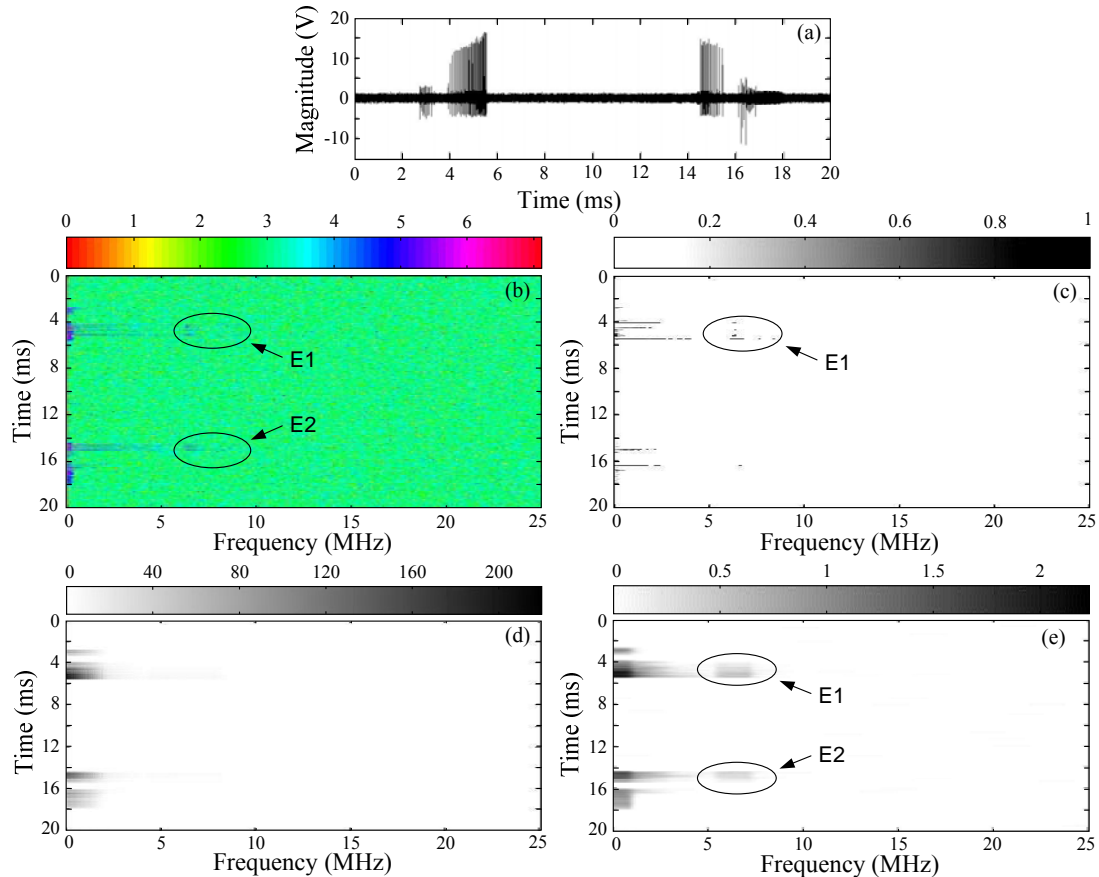 (a)
Magnitude (V)
20
10
0
-10
0 2 4 6 8 10 12 14 16 18 20
Time (ms)
0 1 2 3 4 5 6
(b)
Time (ms)
0
4
8
12
16
20
E1
E2
0 5 10 15 20 25
Frequency (MHz)
0 0.2 0.4 0.6 0.8 1
(c)
Time (ms)
0
4
8
12
16
20
E1
0 5 10 15 20 25
Frequency (MHz)
0 40 80 120 160 200
(d)
Time (ms)
0
4
8
12
16
20
0 5 10 15 20 25
Frequency (MHz)
0 0.5 1 1.5 2
(e)
Time (ms)
0
4
8
12
16
20
E1
E2
0 5 10 15 20 25
Frequency (MHz)